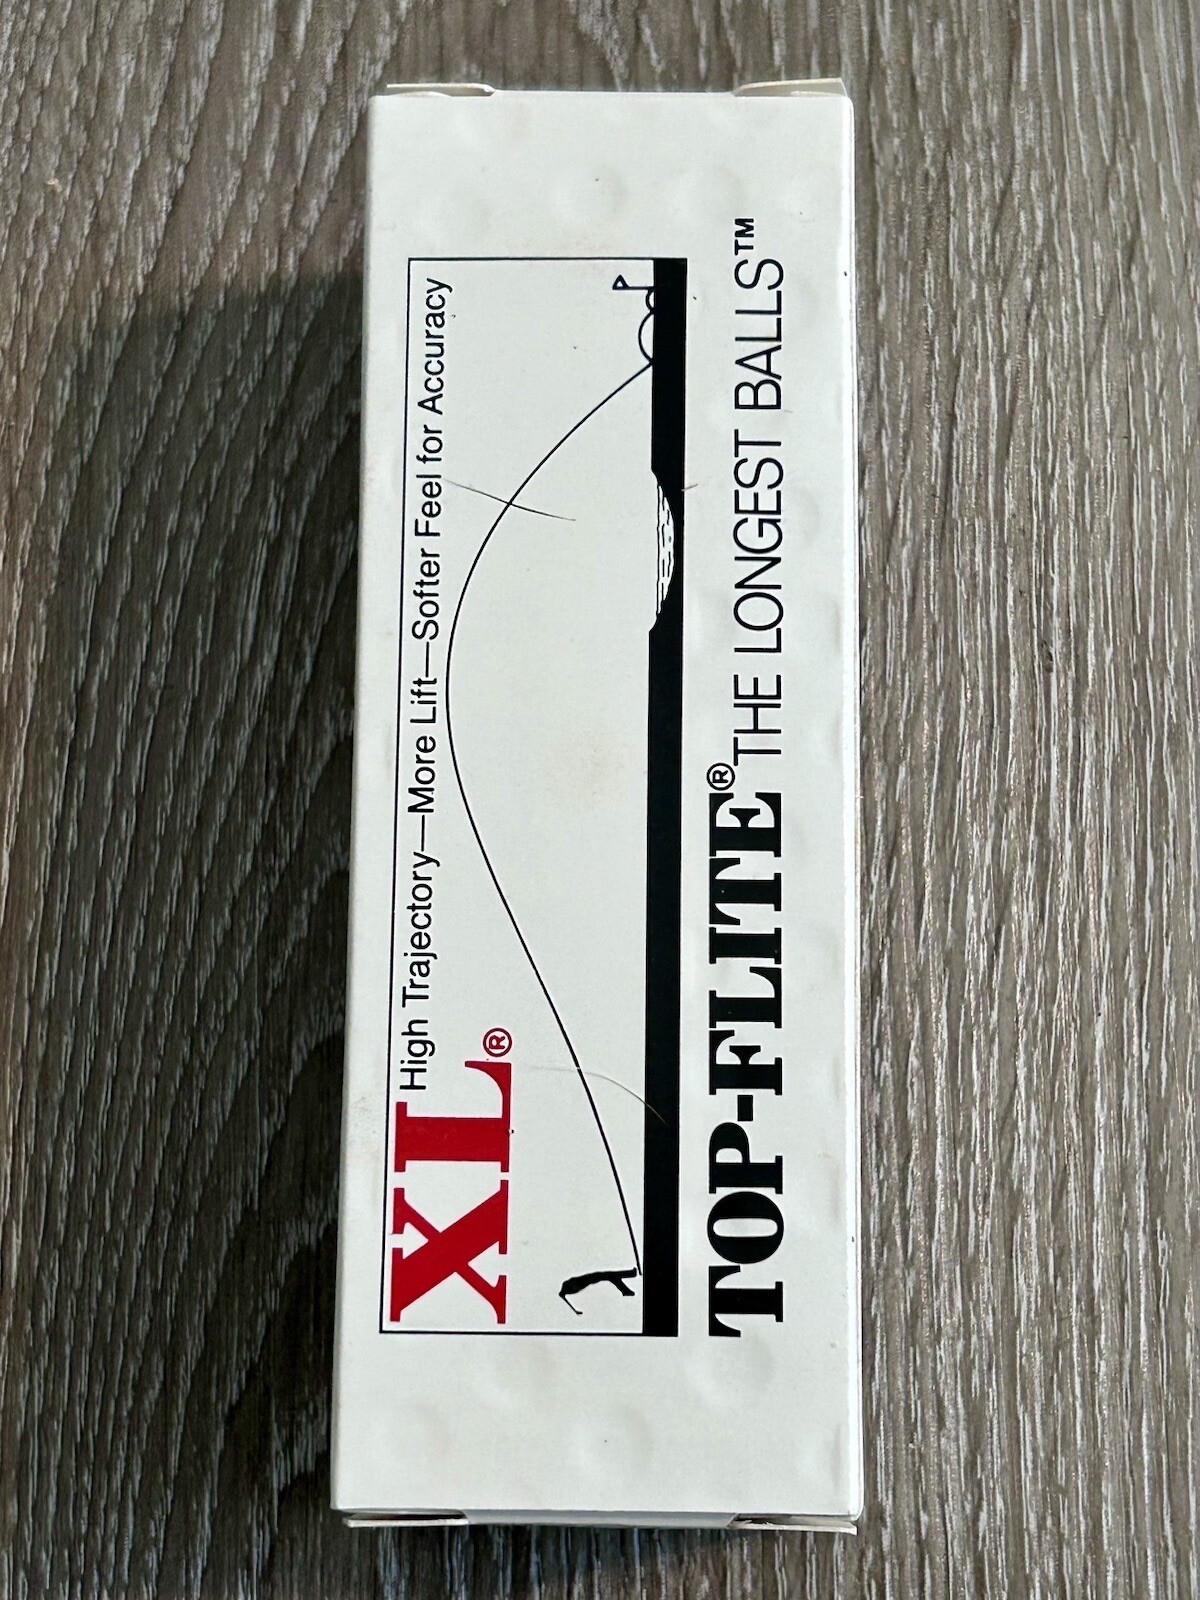 XL® High Trajectory—More Lift—Softer Feel for Accuracy
TOP-FLITE® THE LONGEST BALLS™